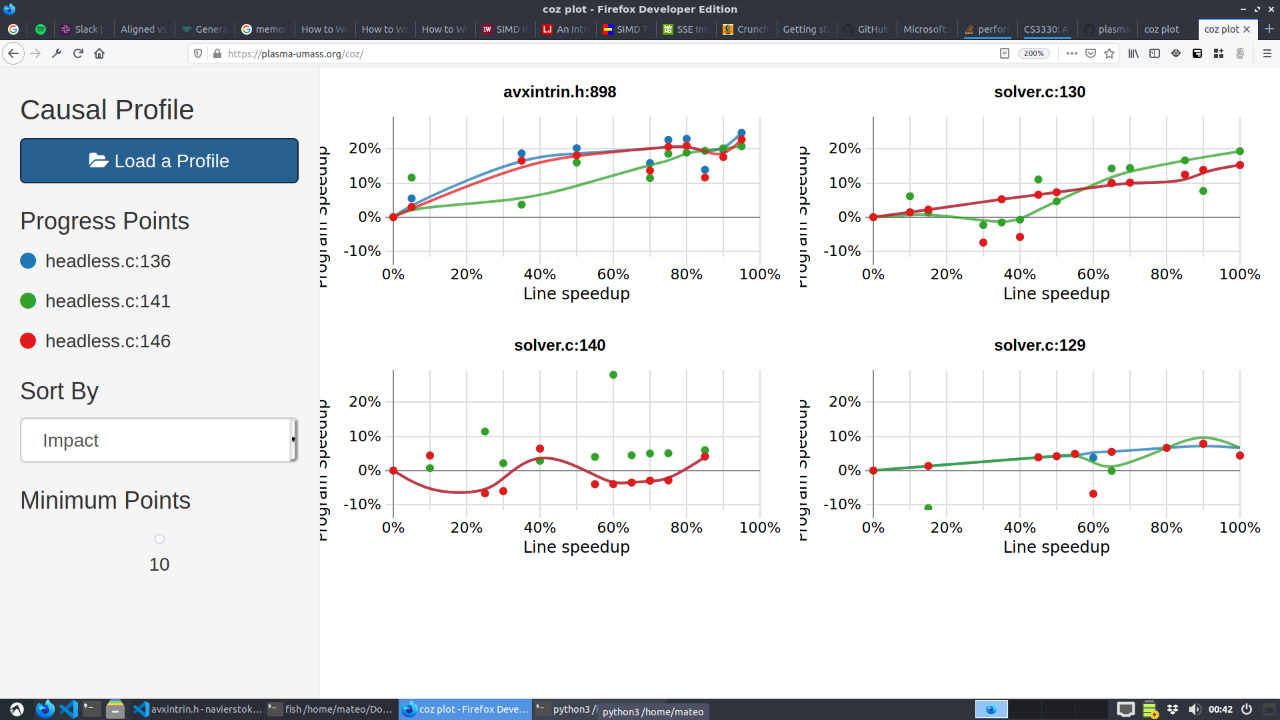 coz plot - Firefox Developer Edition
Slack |
Aligned vs
Genera
memor
How to Wr
How to Wr
How to Wr
SIMD In
An Intr
SIMD T
SSE Int
Crunch
Getting sta
GitHub
Microsoft
perform
CS3330: A
plasma
coz plot
coz plot
https://plasma-umass.org/coz/
200%
Causal Profile
Load a Profile
Progress Points
headless.c:136
headless.c:141
headless.c:146
Sort By
Impact
Minimum Points
10
avxintrin.h:898
20%
10%
0%
-10%
Program Speedup
0% 20% 40% 60% 80% 100%
Line speedup
solver.c:130
20%
10%
0%
-10%
Program Speedup
0% 20% 40% 60% 80% 100%
Line speedup
solver.c:140
20%
10%
0%
-10%
Program Speedup
0% 20% 40% 60% 80% 100%
Line speedup
solver.c:129
20%
10%
0%
-10%
Program Speedup
0% 20% 40% 60% 80% 100%
Line speedup
avxintrin.h - navierstok...
fish /home/mateo/Do...
coz plot - Firefox Deve...
python3 /
python3 /home/mateo
00:42